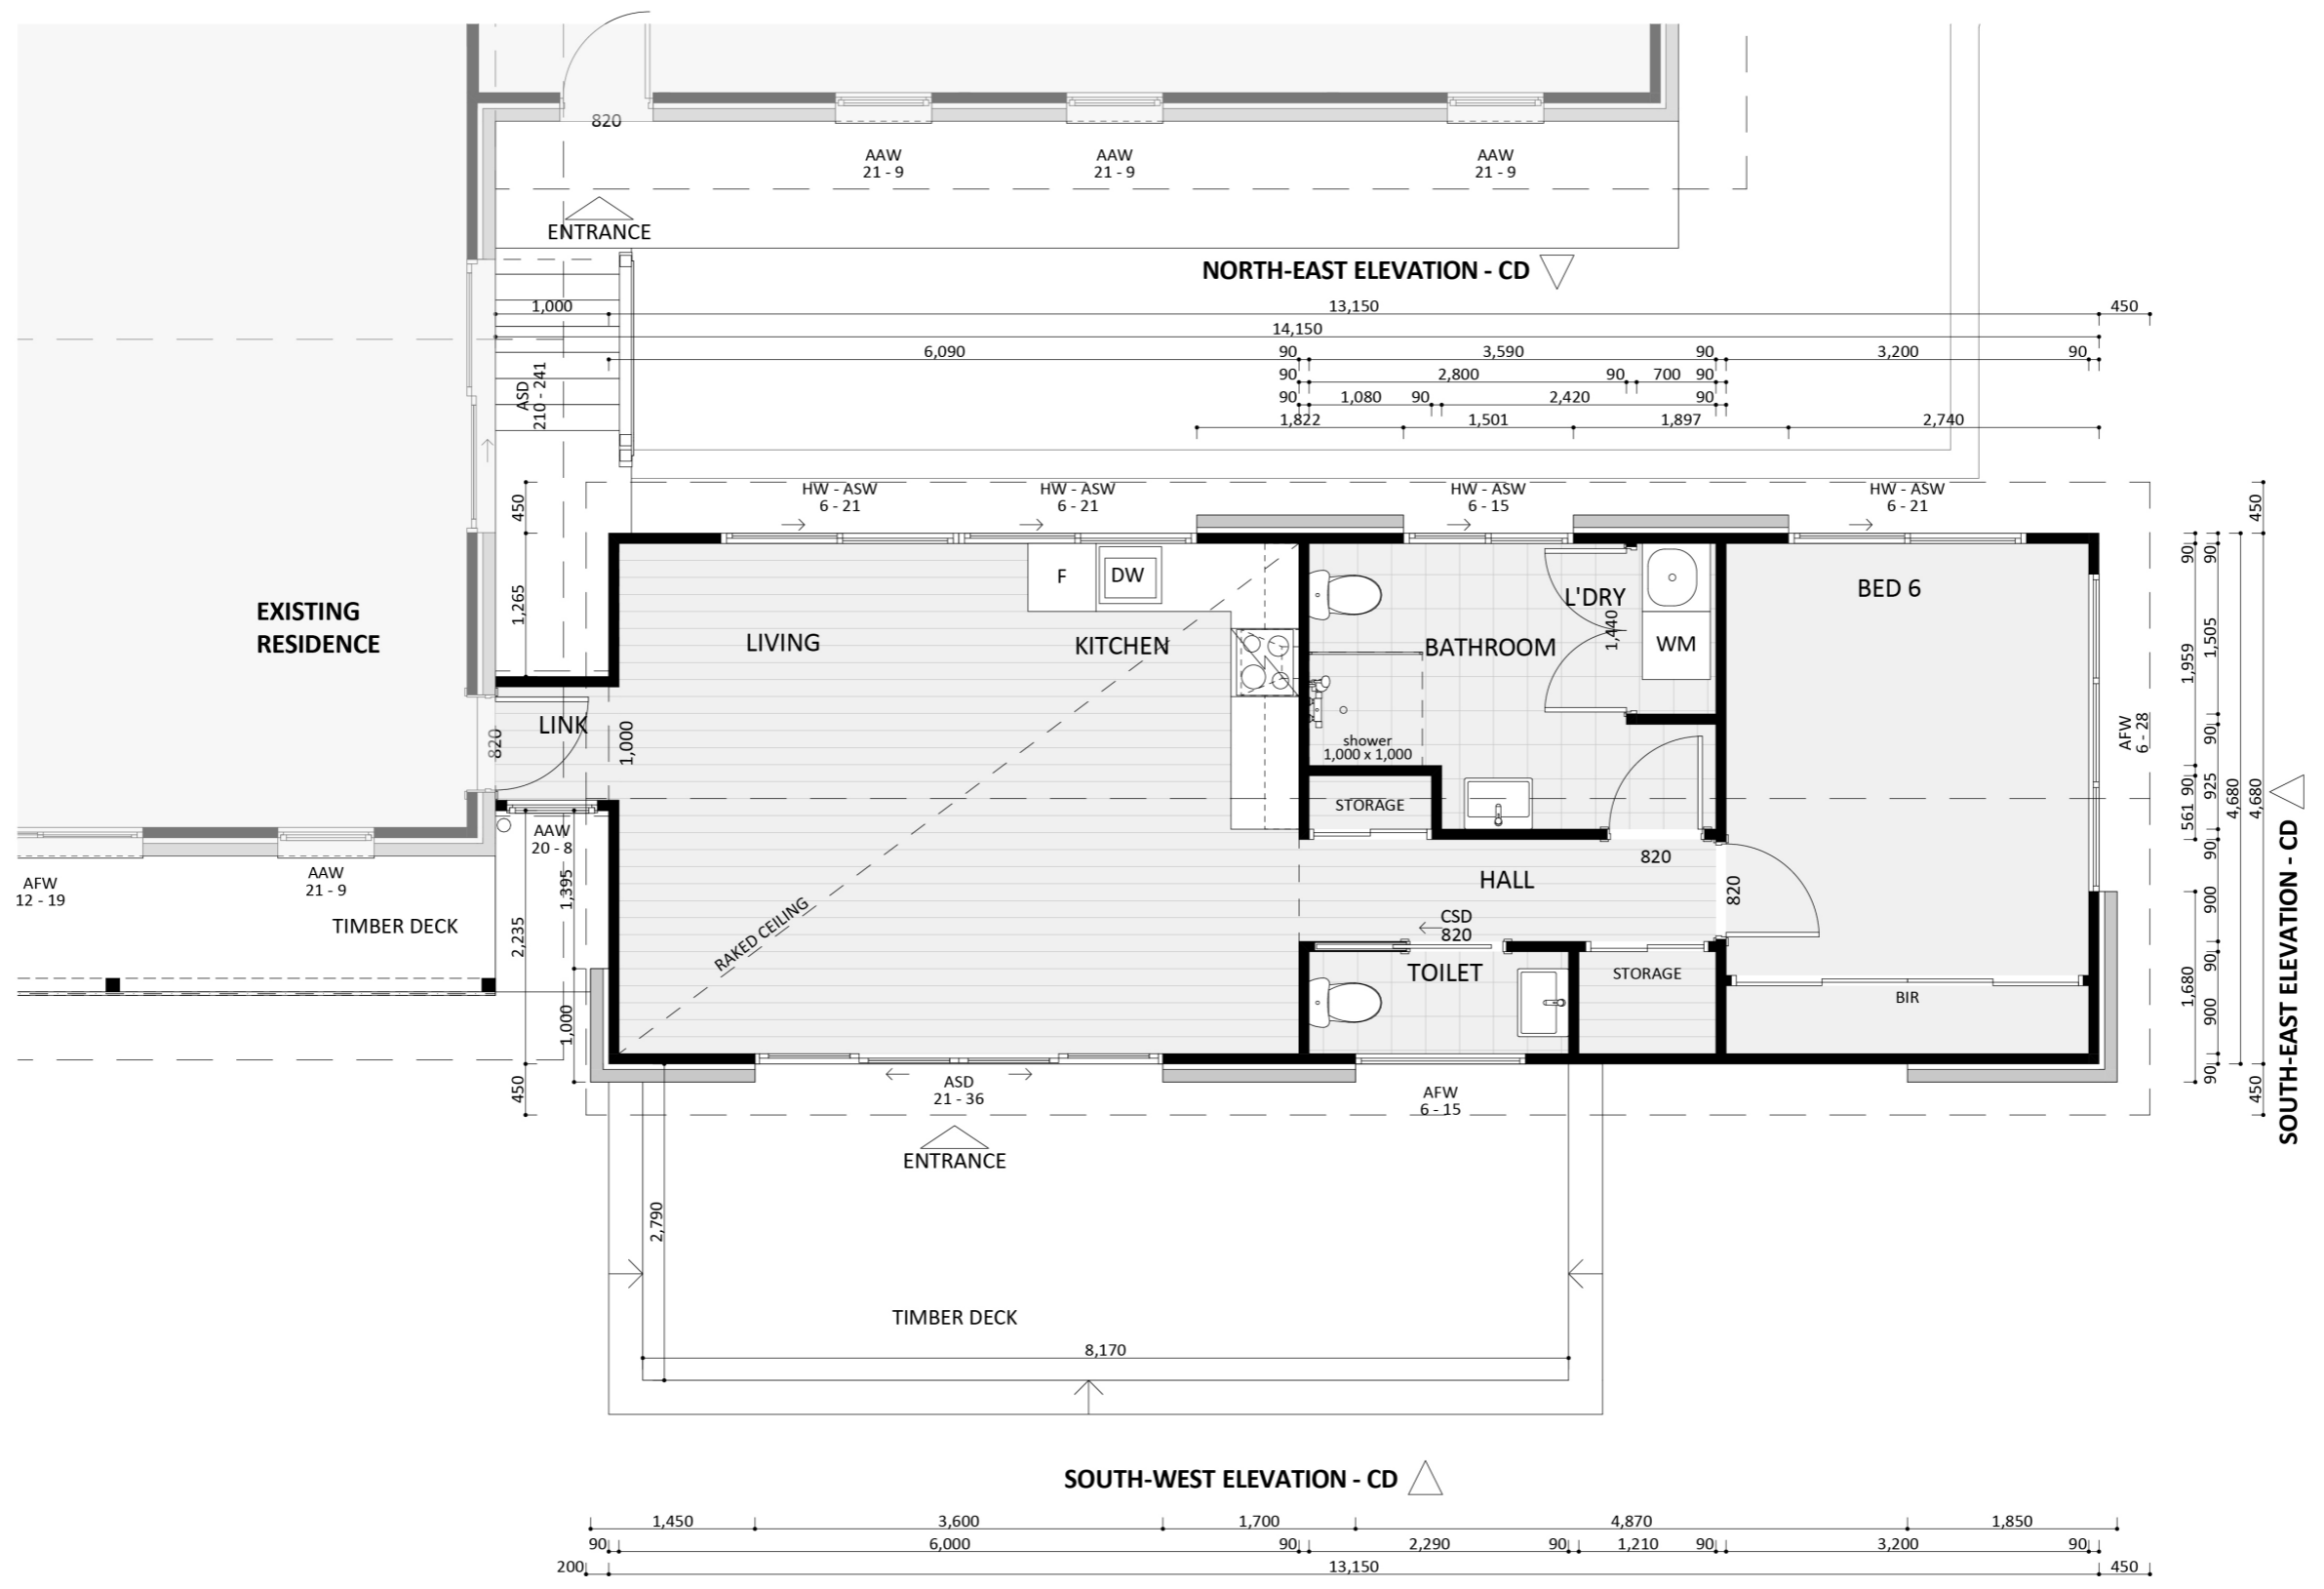 820
AAW
21 - 9
AAW
21 - 9
AAW
21 - 9
ENTRANCE
NORTH-EAST ELEVATION - CD
1,000
13,150
450
14,150
6,090
90
3,590
90
3,200
90
90
2,800
90
700
90
90
1,080
90
2,420
90
1,822
1,501
1,897
2,740
ASD
210 - 241
HW - ASW
6 - 21
HW - ASW
6 - 21
HW - ASW
6 - 15
HW - ASW
6 - 21
450
1,265
EXISTING
RESIDENCE
LIVING
KITCHEN
F
DW
BATHROOM
L'DRY
1,440
WM
BED 6
LINK
820
1,000
shower
1,000 x 1,000
STORAGE
AAW
20 - 8
1,395
2,235
1,000
450
AFW
12 - 19
AAW
21 - 9
TIMBER DECK
RAKED CEILING
HALL
820
820
CSD
820
TOILET
STORAGE
BIR
AFW
6 - 28
450
90
90
1,959
1,505
90
561
90
925
4,680
4,680
90
900
1,680
90
900
90
450
SOUTH-EAST ELEVATION - CD
ASD
21 - 36
AFW
6 - 15
ENTRANCE
2,790
TIMBER DECK
8,170
SOUTH-WEST ELEVATION - CD
1,450
3,600
1,700
4,870
1,850
90
6,000
90
2,290
90
1,210
90
3,200
90
200
13,150
450